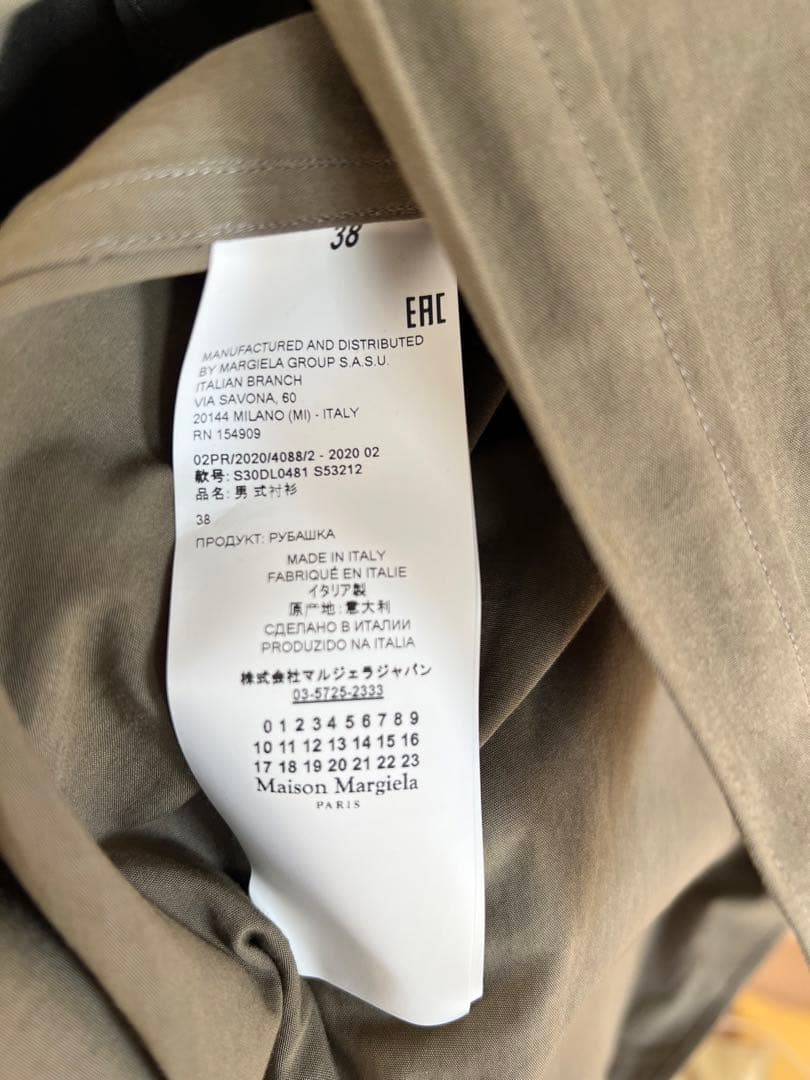 38
EAC
MANUFACTURED AND DISTRIBUTED
BY MARGIELA GROUP S.A.S.U.
ITALIAN BRANCH
VIA SAVONA, 60
20144 MILANO (MI) - ITALY
RN 154909
02PR/2020/4088/2 - 2020 02
款号: S30DL0481 S53212
品名: 男式衬衫
38
ПРОДУКТ: РУБАШКА
MADE IN ITALY
FABRIQUÉ EN ITALIE
イタリア製
原产地: 意大利
СДЕЛАНО В ИТАЛИИ
PRODUZIDO NA ITALIA
株式会社マルジェラジャパン
03-5725-2333
0 1 2 3 4 5 6 7 8 9
10 11 12 13 14 15 16
17 18 19 20 21 22 23
Maison Margiela
PARIS